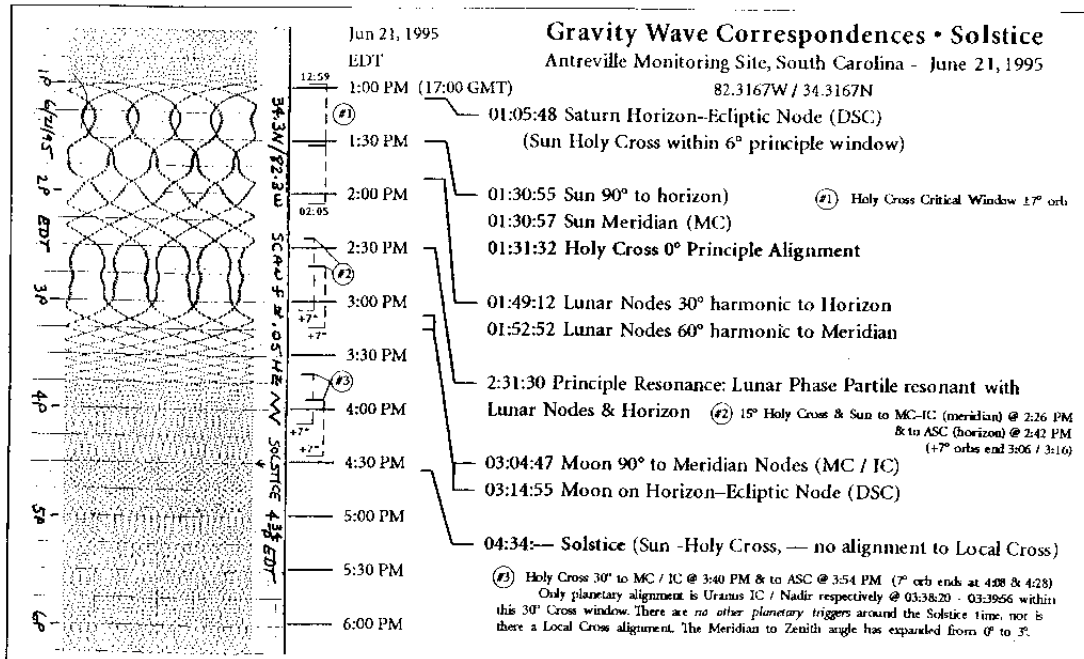 Gravity Wave Correspondences • Solstice
Antreville Monitoring Site, South Carolina - June 21, 1995
82.3167W / 34.3167N
Jun 21, 1995
EDT
12:59
1:00 PM (17:00 GMT)
#1
1:30 PM
2:00 PM
02:05
2:30 PM
#2
3:00 PM
+7°
+7°
3:30 PM
#3
4:00 PM
+7°
+7°
4:30 PM
5:00 PM
5:30 PM
6:00 PM
1P 6/21/95 2P EDT 3P 4P 5P 6P
34.3N/82.3W SCAN F = .05 HZ SOLSTICE 4:34P EDT
01:05:48 Saturn Horizon-Ecliptic Node (DSC)
(Sun Holy Cross within 6° principle window)
01:30:55 Sun 90° to horizon)
#1 Holy Cross Critical Window ±7° orb
01:30:57 Sun Meridian (MC)
01:31:32 Holy Cross 0° Principle Alignment
01:49:12 Lunar Nodes 30° harmonic to Horizon
01:52:52 Lunar Nodes 60° harmonic to Meridian
2:31:30 Principle Resonance: Lunar Phase Partile resonant with
Lunar Nodes & Horizon
#2 15° Holy Cross & Sun to MC-IC (meridian) @ 2:26 PM
& to ASC (horizon) @ 2:42 PM
(+7° orbs end 3:06 / 3:16)
03:04:47 Moon 90° to Meridian Nodes (MC / IC)
03:14:55 Moon on Horizon-Ecliptic Node (DSC)
04:34:— Solstice (Sun -Holy Cross, — no alignment to Local Cross)
#3 Holy Cross 30° to MC / IC @ 3:40 PM & to ASC @ 3:54 PM (7° orb ends at 4:08 & 4:28)
Only planetary alignment is Uranus IC / Nadir respectively @ 03:38:20 - 03:39:56 within
this 30° Cross window. There are no other planetary triggers around the Solstice time, nor is
there a Local Cross alignment. The Meridian to Zenith angle has expanded from 0° to 3°.